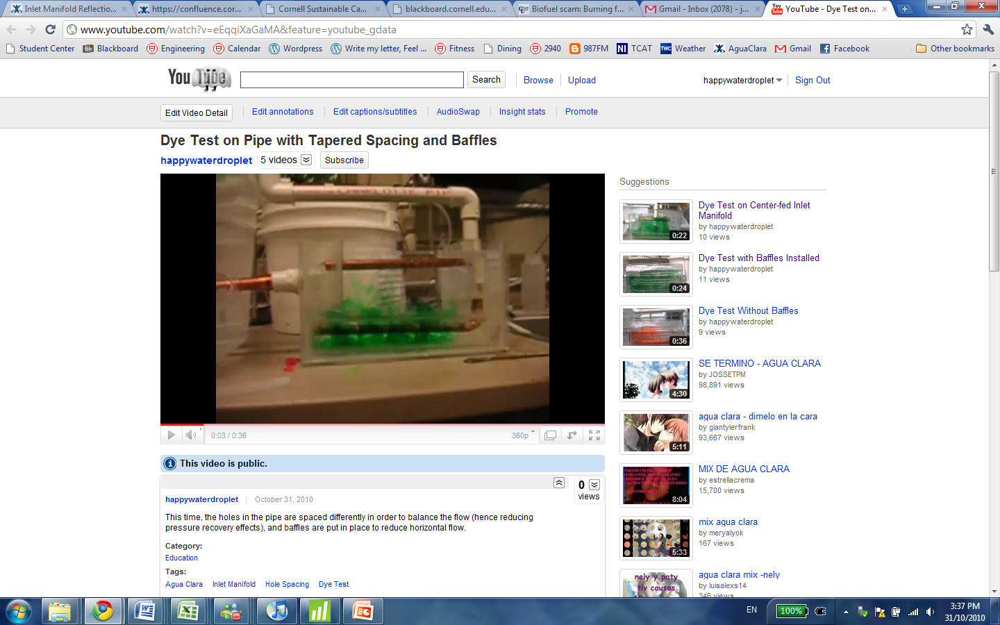 Inlet Manifold Reflectio...
https://confluence.cor...
Cornell Sustainable Ca...
blackboard.cornell.edu...
Biofuel scam: Burning f...
Gmail - Inbox (2078) - j...
YouTube - Dye Test on...
www.youtube.com/watch?v=eEqqiXaGaMA&feature=youtube_gdata
Student Center
Blackboard
Engineering
Calendar
Wordpress
Write my letter, Feel ...
Fitness
Dining
2940
987FM
TCAT
Weather
AguaClara
Gmail
Facebook
Other bookmarks
You Tube
Search
Browse
Upload
happywaterdroplet
Sign Out
Edit Video Detail
Edit annotations
Edit captions/subtitles
AudioSwap
Insight stats
Promote
Dye Test on Pipe with Tapered Spacing and Baffles
happywaterdroplet
5 videos
Subscribe
0:03 / 0:36
360p
This video is public.
0
views
happywaterdroplet
October 31, 2010
This time, the holes in the pipe are spaced differently in order to balance the flow (hence reducing
pressure recovery effects), and baffles are put in place to reduce horizontal flow.
Category:
Education
Tags:
Agua Clara
Inlet Manifold
Hole Spacing
Dye Test
Suggestions
0:22
Dye Test on Center-fed Inlet
Manifold
by happywaterdroplet
10 views
0:24
Dye Test with Baffles Installed
by happywaterdroplet
11 views
0:36
Dye Test Without Baffles
by happywaterdroplet
9 views
4:30
SE TERMINO - AGUA CLARA
by JOSSETPM
98,891 views
5:11
agua clara - dimelo en la cara
by giantylerfrank
93,667 views
8:04
MIX DE AGUA CLARA
by estrellacrema
15,700 views
5:33
mix agua clara
by meryalyok
167 views
nely y paty
tlv causas
agua clara mix -nely
by luisalexs14
346 views
EN
100%
3:37 PM
31/10/2010